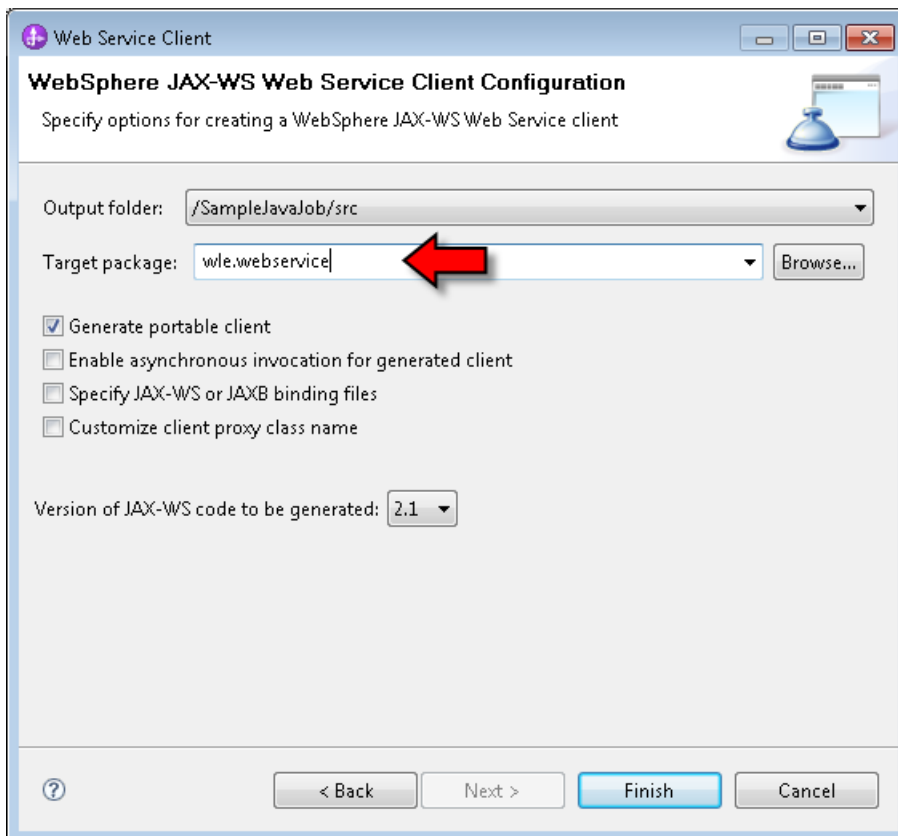 Web Service Client
WebSphere JAX-WS Web Service Client Configuration
Specify options for creating a WebSphere JAX-WS Web Service client
Output folder: /SampleJavaJob/src
Target package: wle.webservice Browse...
Generate portable client
Enable asynchronous invocation for generated client
Specify JAX-WS or JAXB binding files
Customize client proxy class name
Version of JAX-WS code to be generated: 2.1
? < Back Next > Finish Cancel